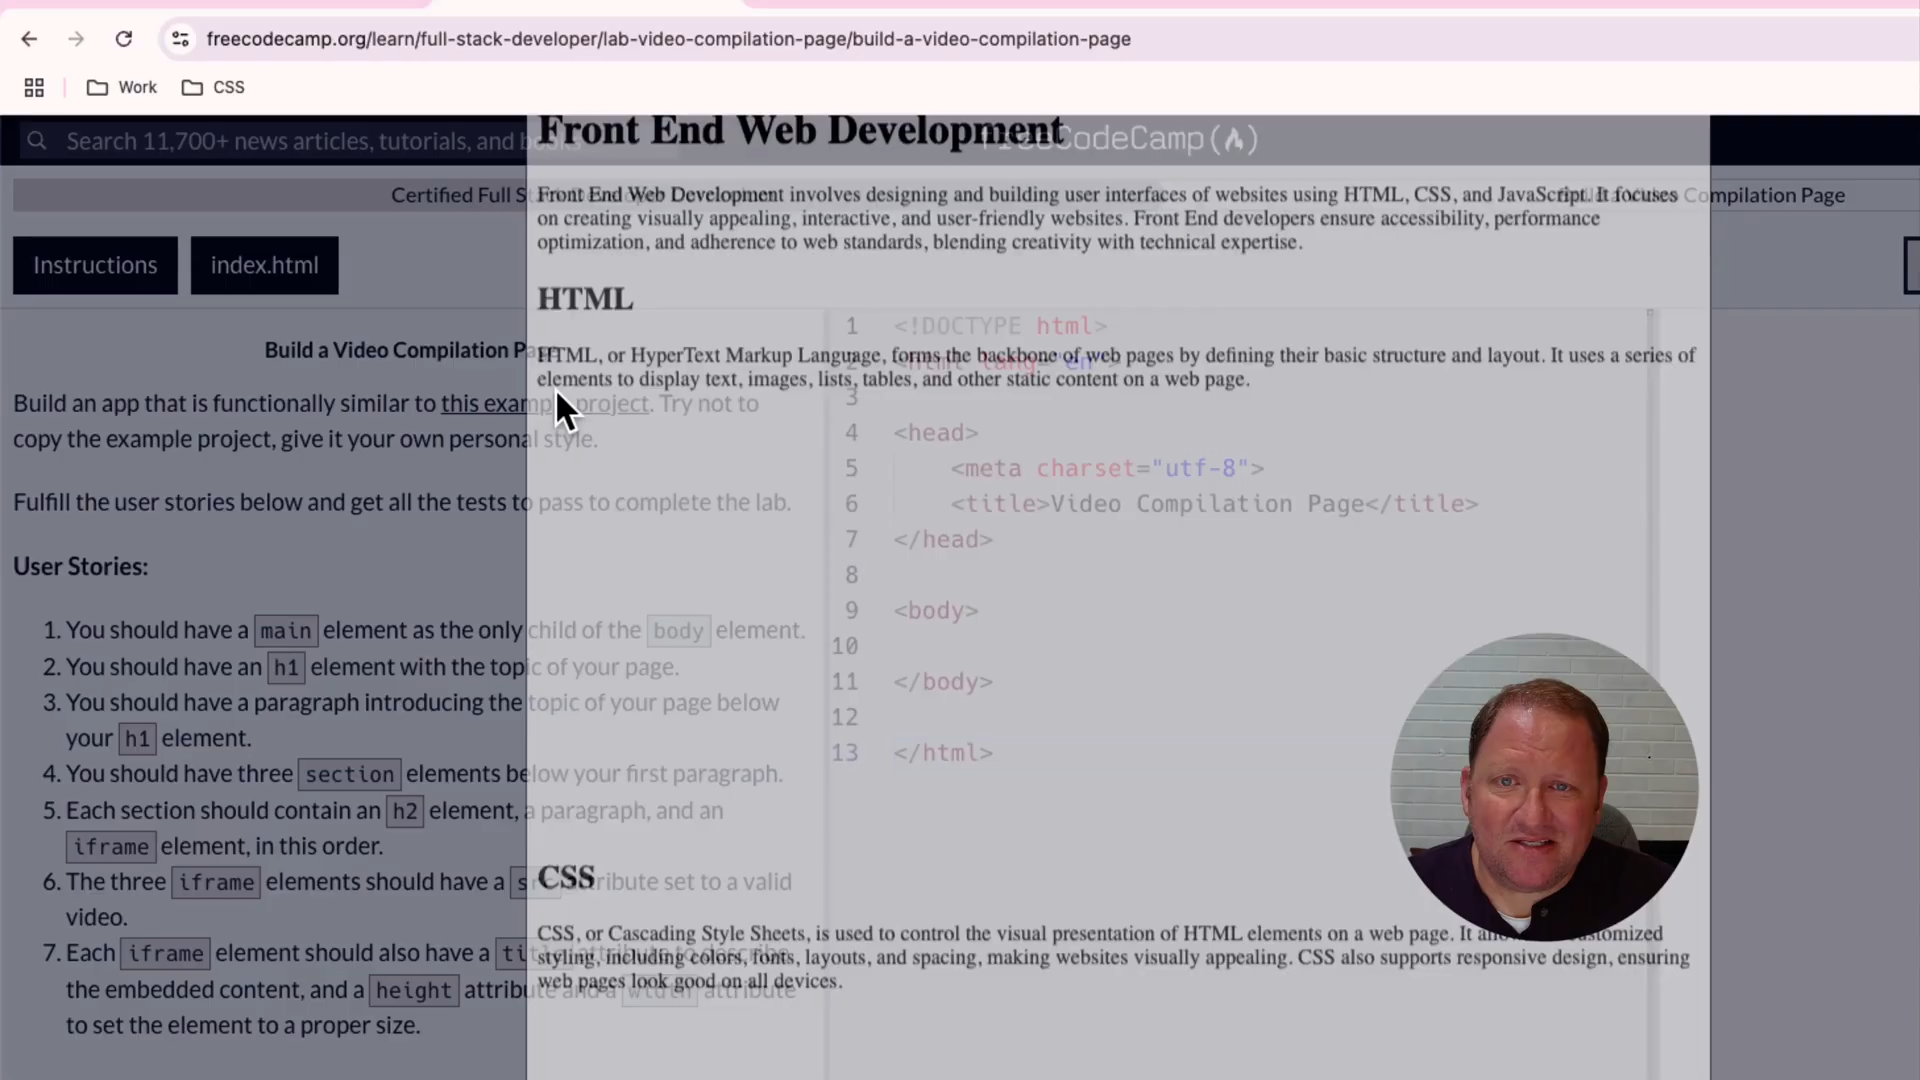 freecodecamp.org/learn/full-stack-developer/lab-video-compilation-page/build-a-video-compilation-page
Work
CSS
Search 11,700+ news articles, tutorials, and books
freeCodeCamp
Certified Full St
Compilation Page
Instructions
index.html
Build a Video Compilation Page
Build an app that is functionally similar to this example project. Try not to
copy the example project, give it your own personal style.
Fulfill the user stories below and get all the tests to pass to complete the lab.
User Stories:
1. You should have a main element as the only child of the body element.
2. You should have an h1 element with the topic of your page.
3. You should have a paragraph introducing the topic of your page below
your h1 element.
4. You should have three section elements below your first paragraph.
5. Each section should contain an h2 element, a paragraph, and an
iframe element, in this order.
6. The three iframe elements should have a src attribute set to a valid
video.
7. Each iframe element should also have a title attribute to describe
the embedded content, and a height attribute and a width attribute
to set the element to a proper size.
1 <!DOCTYPE html>
2 <html lang="en">
3
4 <head>
5 <meta charset="utf-8">
6 <title>Video Compilation Page</title>
7 </head>
8
9 <body>
10
11 </body>
12
13 </html>
Front End Web Development
Front End Web Development involves designing and building user interfaces of websites using HTML, CSS, and JavaScript. It focuses
on creating visually appealing, interactive, and user-friendly websites. Front End developers ensure accessibility, performance
optimization, and adherence to web standards, blending creativity with technical expertise.
HTML
HTML, or HyperText Markup Language, forms the backbone of web pages by defining their basic structure and layout. It uses a series of
elements to display text, images, lists, tables, and other static content on a web page.
CSS
CSS, or Cascading Style Sheets, is used to control the visual presentation of HTML elements on a web page. It customized
styling, including colors, fonts, layouts, and spacing, making websites visually appealing. CSS also supports responsive design, ensuring
web pages look good on all devices.